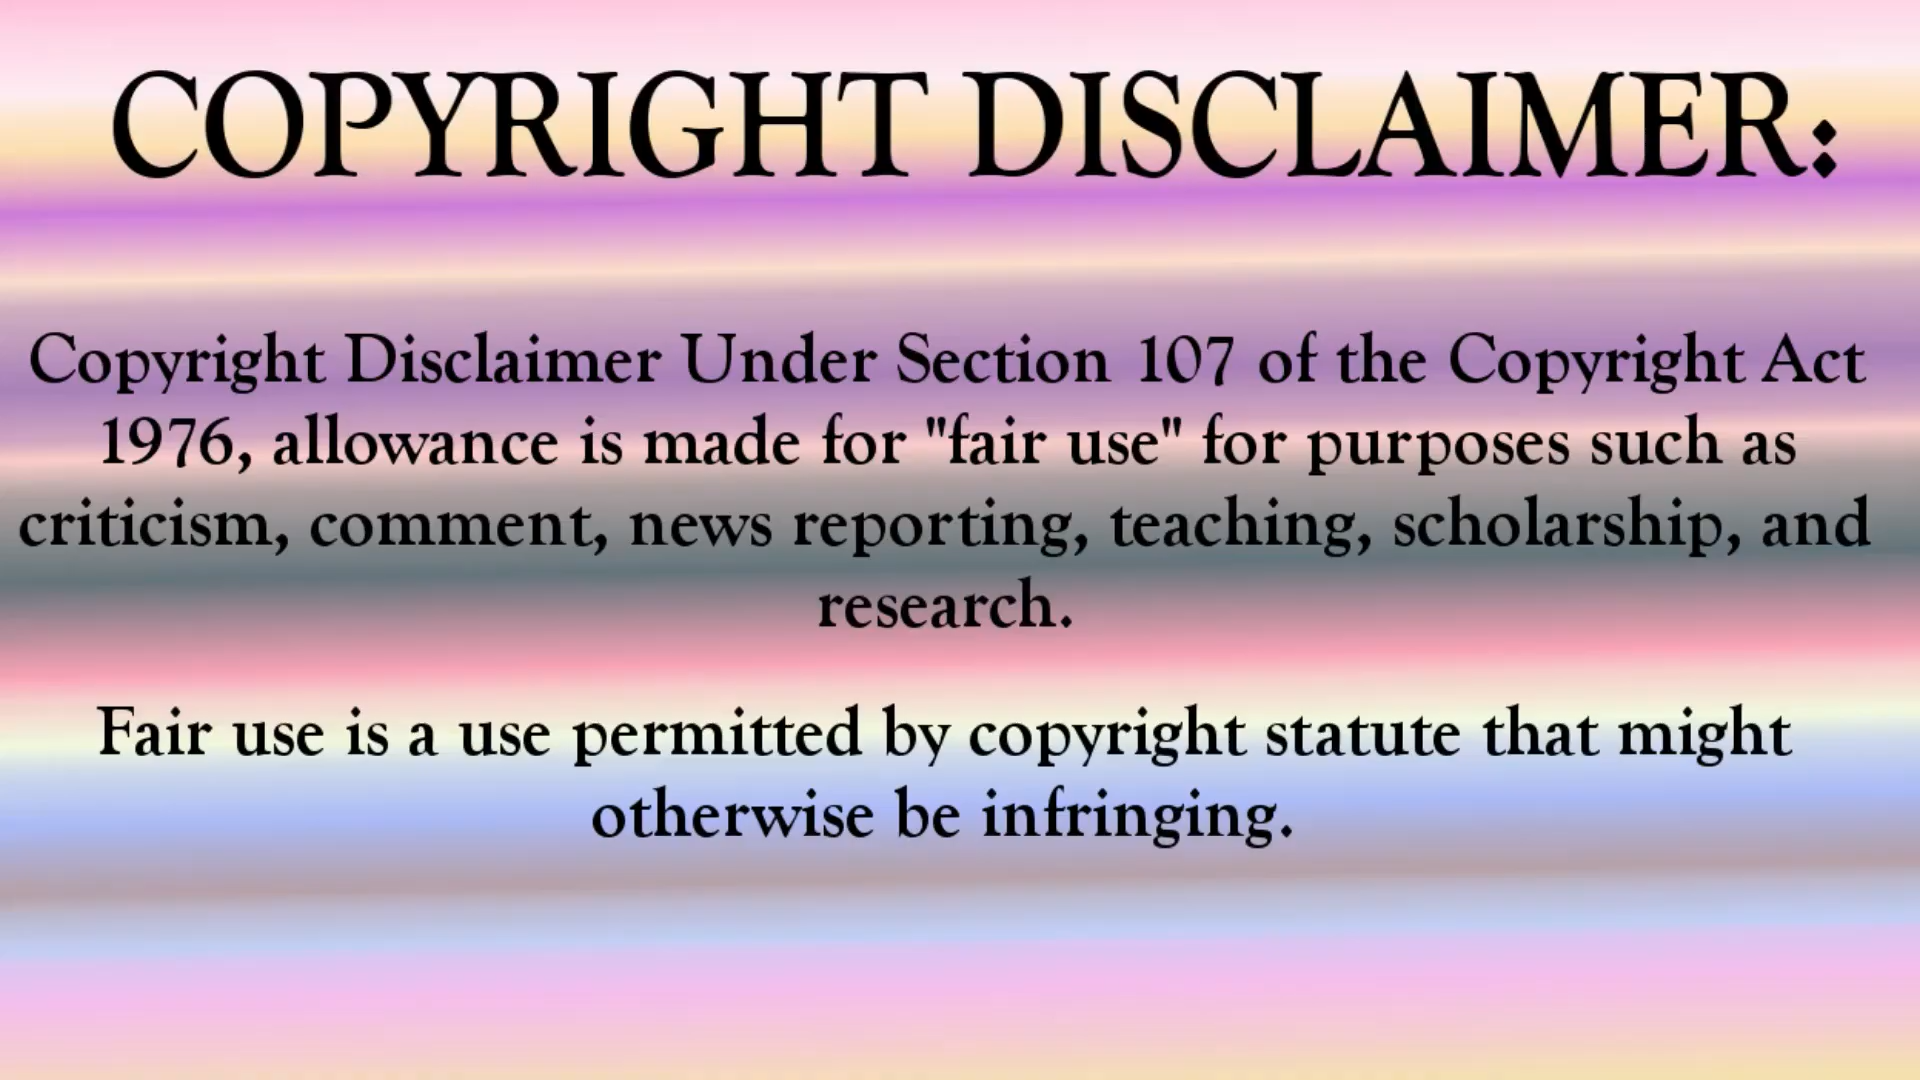 COPYRIGHT DISCLAIMER:
Copyright Disclaimer Under Section 107 of the Copyright Act
1976, allowance is made for "fair use" for purposes such as
criticism, comment, news reporting, teaching, scholarship, and
research.
Fair use is a use permitted by copyright statute that might
otherwise be infringing.